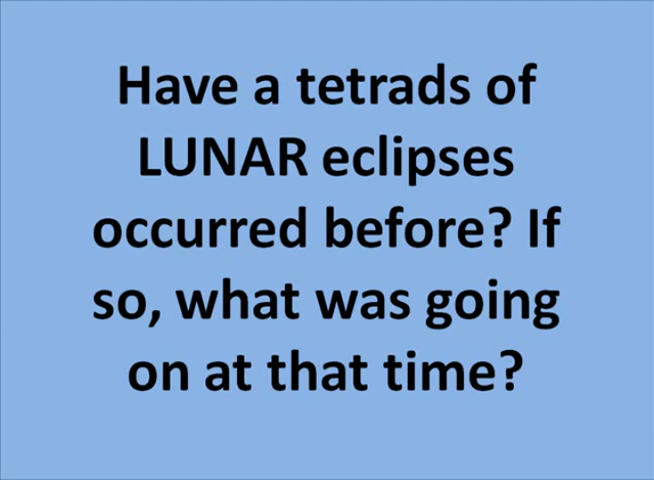 Have a tetrads of
LUNAR eclipses
occurred before? If
so, what was going
on at that time?